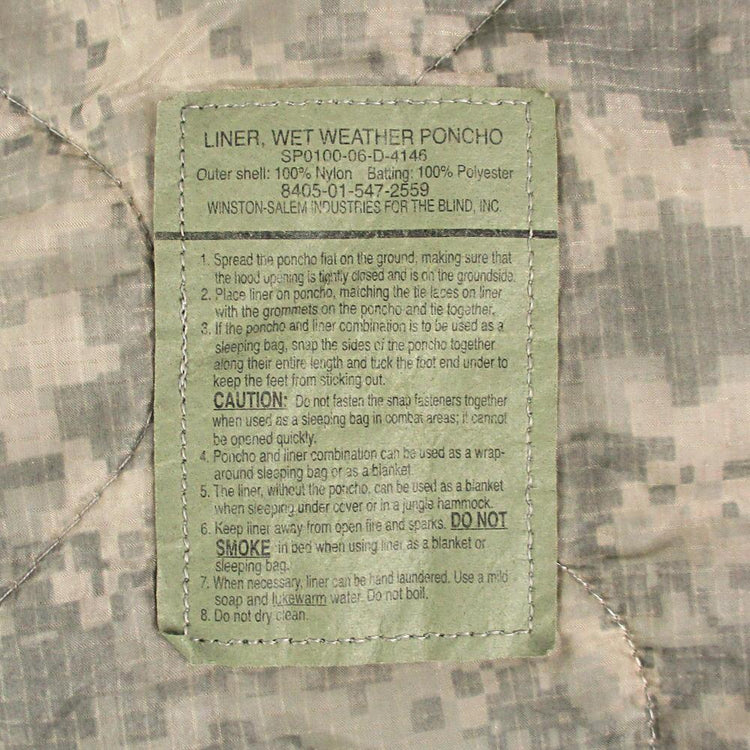 LINER, WET WEATHER PONCHO
SP0100-06-D-4146
Outer shell: 100% Nylon Batting: 100% Polyester
8405-01-547-2559
WINSTON-SALEM INDUSTRIES FOR THE BLIND, INC.
1. Spread the poncho flat on the ground, making sure that
the hood opening is tightly closed and is on the groundside.
2. Place liner on poncho, matching the tie laces on liner
with the grommets on the poncho and tie together.
3. If the poncho and liner combination is to be used as a
sleeping bag, snap the sides of the poncho together
along their entire length and tuck the foot end under to
keep the feet from sticking out.
CAUTION: Do not fasten the snap fasteners together
when used as a sleeping bag in combat areas; it cannot
be opened quickly.
4. Poncho and liner combination can be used as a wrap-
around sleeping bag or as a blanket
5. The liner, without the poncho, can be used as a blanket
when sleeping under cover or in a jungle hammock.
6. Keep liner away from open fire and sparks. DO NOT
SMOKE in bed when using liner as a blanket or
sleeping bag.
7. When necessary, liner can be hand laundered. Use a mild
soap and lukewarm water. Do not boil.
8. Do not dry clean.